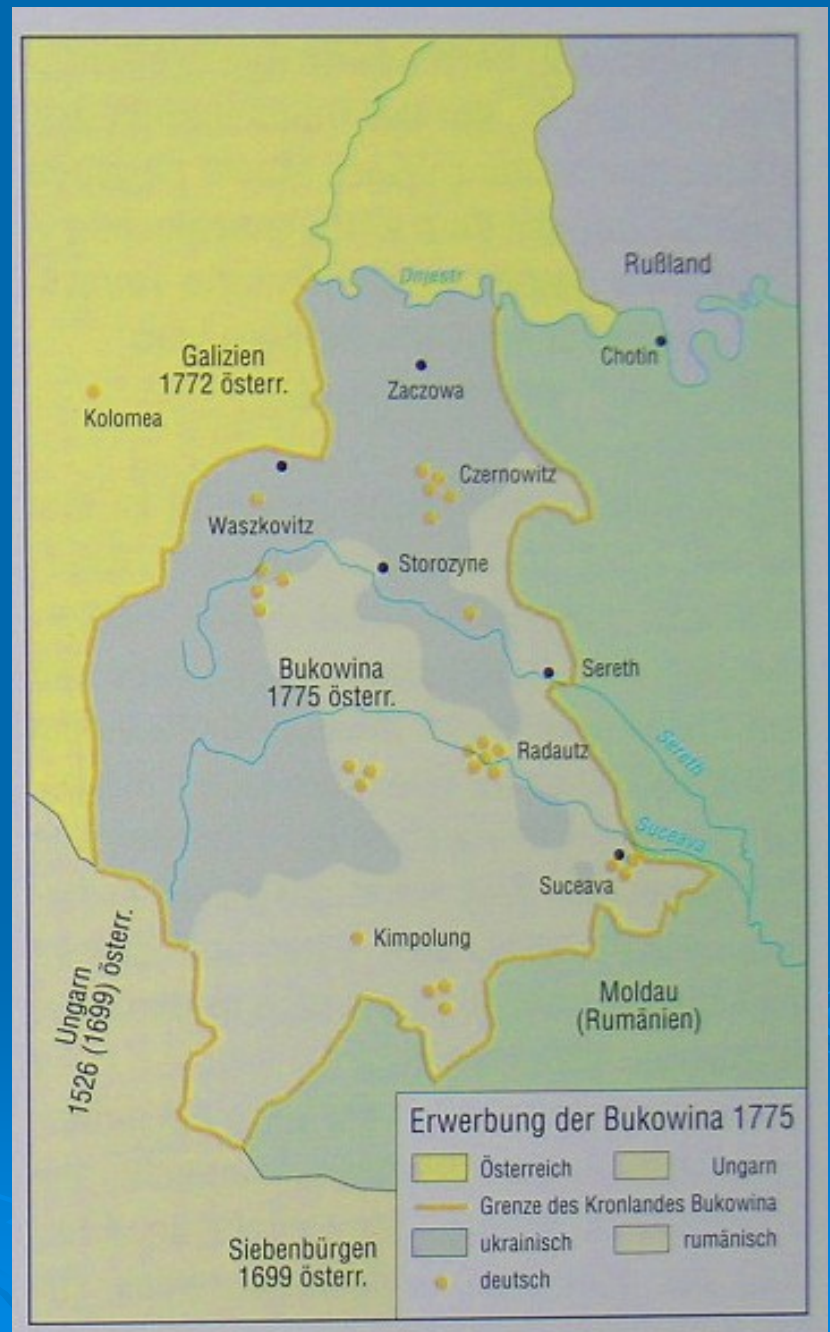 Dnjestr
Rußland
Galizien
1772 österr.
Chotin
Zaczowa
Kolomea
Czernowitz
Waszkovitz
Storozyne
Bukowina
1775 österr.
Sereth
Radautz
Sereth
Suceava
Suceava
Kimpolung
Ungarn
1526 (1699) österr.
Moldau
(Rumänien)
Siebenbürgen
1699 österr.
Erwerbung der Bukowina 1775
Österreich
Ungarn
Grenze des Kronlandes Bukowina
ukrainisch
rumänisch
deutsch